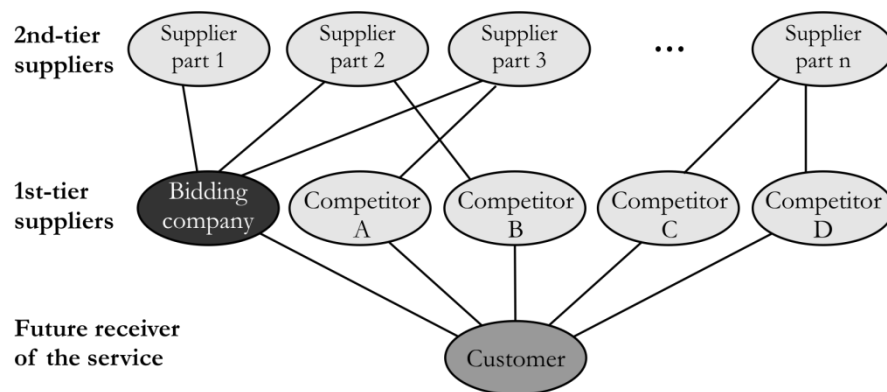 2nd-tier
suppliers
Supplier
part 1
Supplier
part 2
Supplier
part 3
...
Supplier
part n
1st-tier
suppliers
Bidding
company
Competitor
A
Competitor
B
Competitor
C
Competitor
D
Future receiver
of the service
Customer